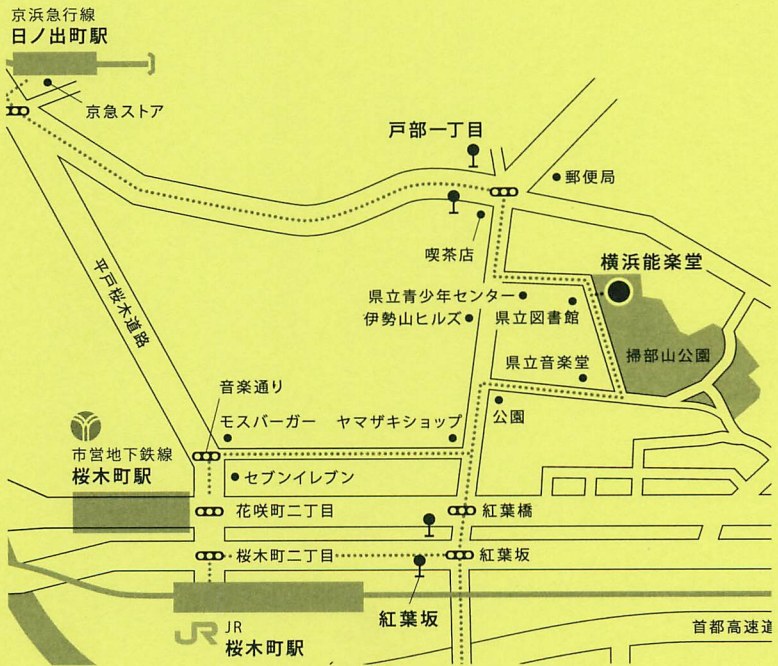 京浜急行線
日ノ出町駅
京急ストア
戸部一丁目
郵便局
喫茶店
横浜能楽堂
県立青少年センター
伊勢山ヒルズ
県立図書館
掃部山公園
平戸桜木道路
県立音楽堂
音楽通り
モスバーガー
ヤマザキショップ
公園
市営地下鉄線
桜木町駅
セブンイレブン
花咲町二丁目
紅葉橋
桜木町二丁目
紅葉坂
紅葉坂
JR
JR
桜木町駅
首都高速道